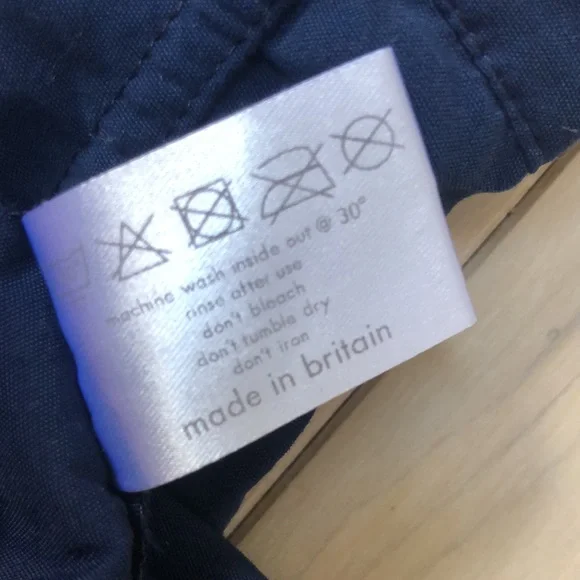 machine wash inside out @ 30°
rinse after use
don't bleach
don't tumble dry
don't iron
made in britain